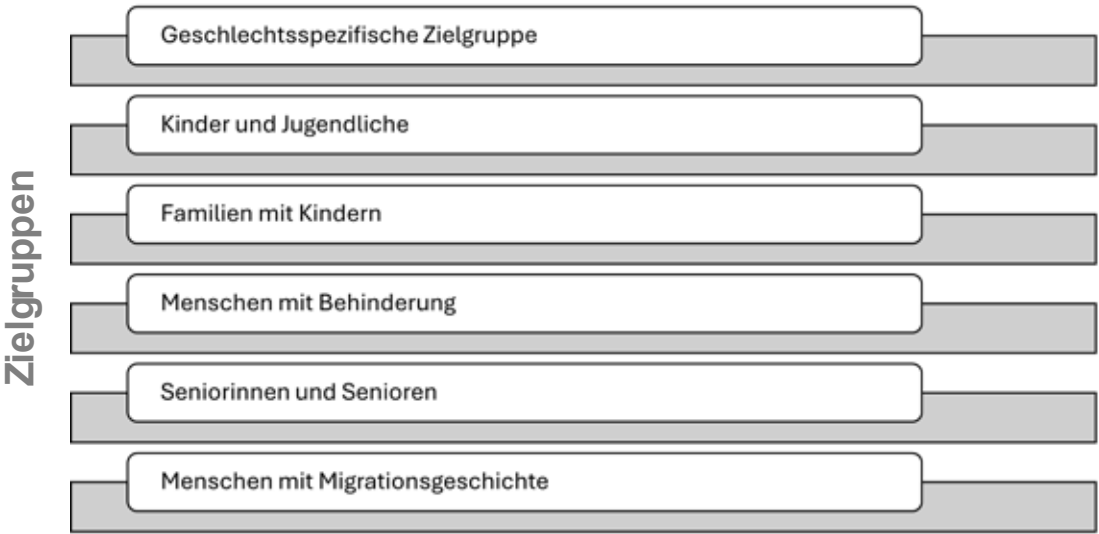 Zielgruppen
Geschlechtsspezifische Zielgruppe
Kinder und Jugendliche
Familien mit Kindern
Menschen mit Behinderung
Seniorinnen und Senioren
Menschen mit Migrationsgeschichte